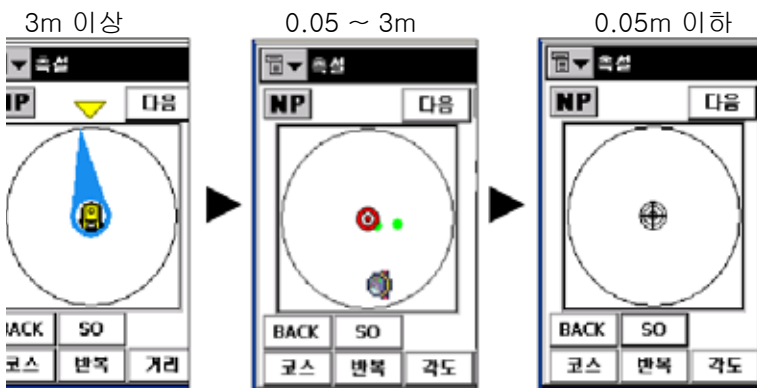 3m 이상
0.05 ~ 3m
0.05m 이하
측설
NP
다음
BACK
SO
코스
반복
거리
측설
NP
다음
BACK
SO
코스
반복
각도
측설
NP
다음
BACK
SO
코스
반복
각도